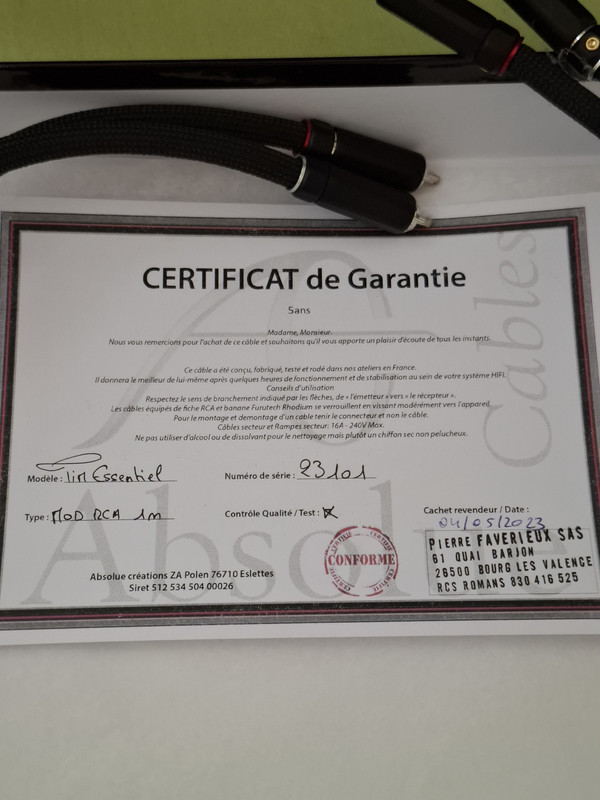 CERTIFICAT de Garantie
5ans
Madame, Monsieur.
Nous vous remercions pour l'achat de ce câble et souhaitons qu'il vous apporte un plaisir d'écoute de tous les instants.
Ce câble a été conçu, fabriqué, testé et rodé dans nos ateliers en France.
Il donnera le meilleur de lui-même après quelques heures de fonctionnement et de stabilisation au sein de votre système HIFI.
Conseils d'utilisation
Respectez le sens de branchement indiqué par les flèches, de « l'émetteur » vers « le récepteur ».
Les câbles équipés de fiche RCA et banane Furutech Rhodium se verrouillent en vissant modérément vers l'appareil.
Pour le montage et demontage d'un cable tenir le connecteur et non le câble.
Câbles secteur et Rampes secteur: 16A - 240V Max.
Ne pas utiliser d'alcool ou de dissolvant pour le nettoyage mais plutôt un chiffon sec non pelucheux.
Modèle : Essentiel
Numéro de série : 23101
Type : MOD RCA 1m
Contrôle Qualité / Test :
Cachet revendeur / Date :
04/05/2023
PIERRE FAVERIEUX SAS
61 QUAI BARJON
26500 BOURG LES VALENCE
RCS ROMANS 830 416 525
CONFORME
Absolue créations ZA Polen 76710 Eslettes
Siret 512 534 504 00026
Absolue
Cables